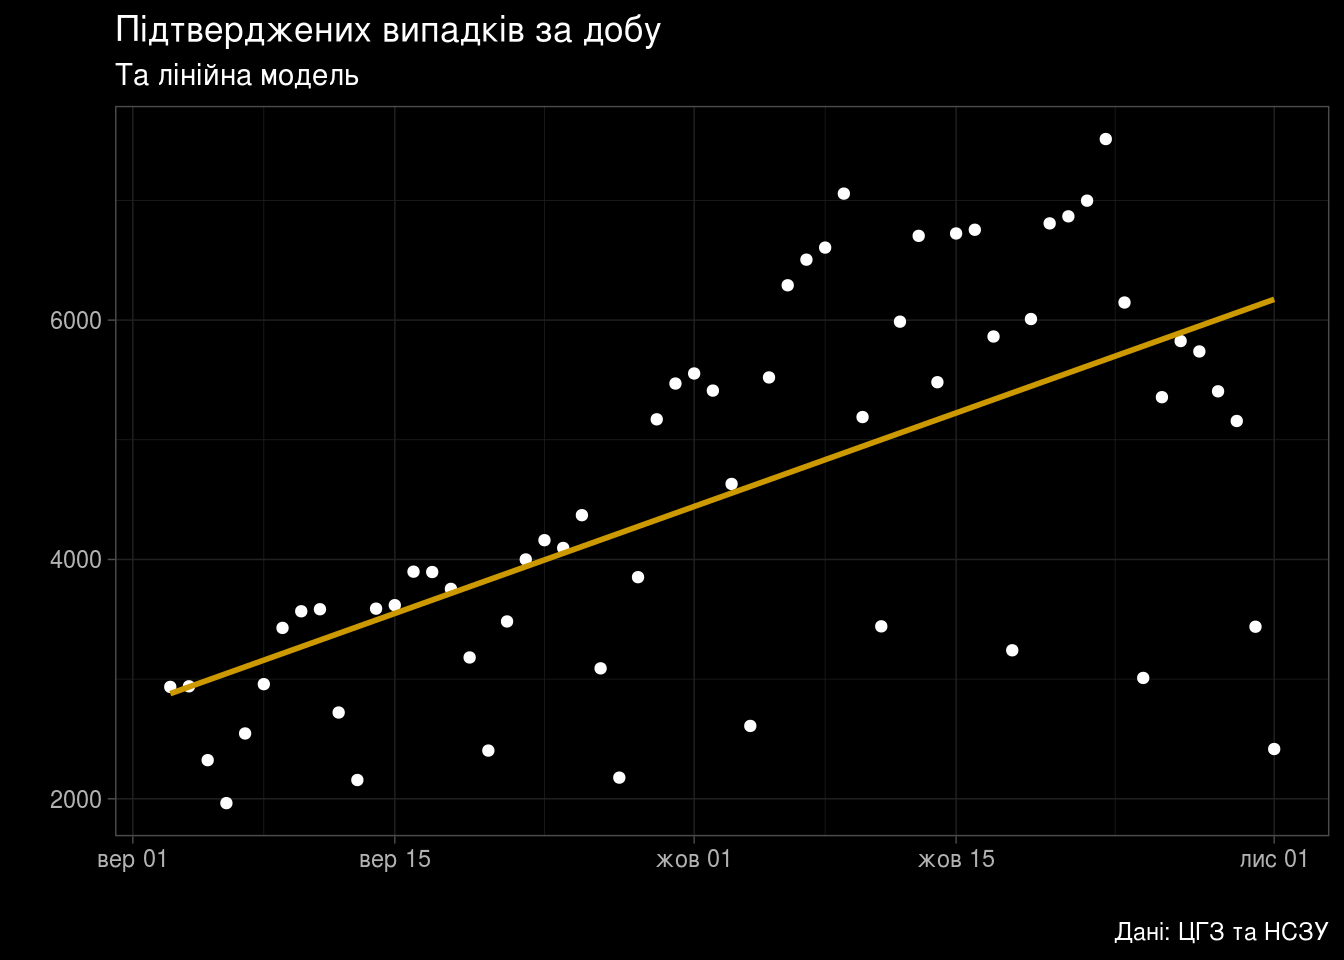 Підтверджених випадків за добу
Та лінійна модель
6000
4000
2000
вер 01
вер 15
жов 01
жов 15
лис 01
Дані: ЦГЗ та НСЗУ